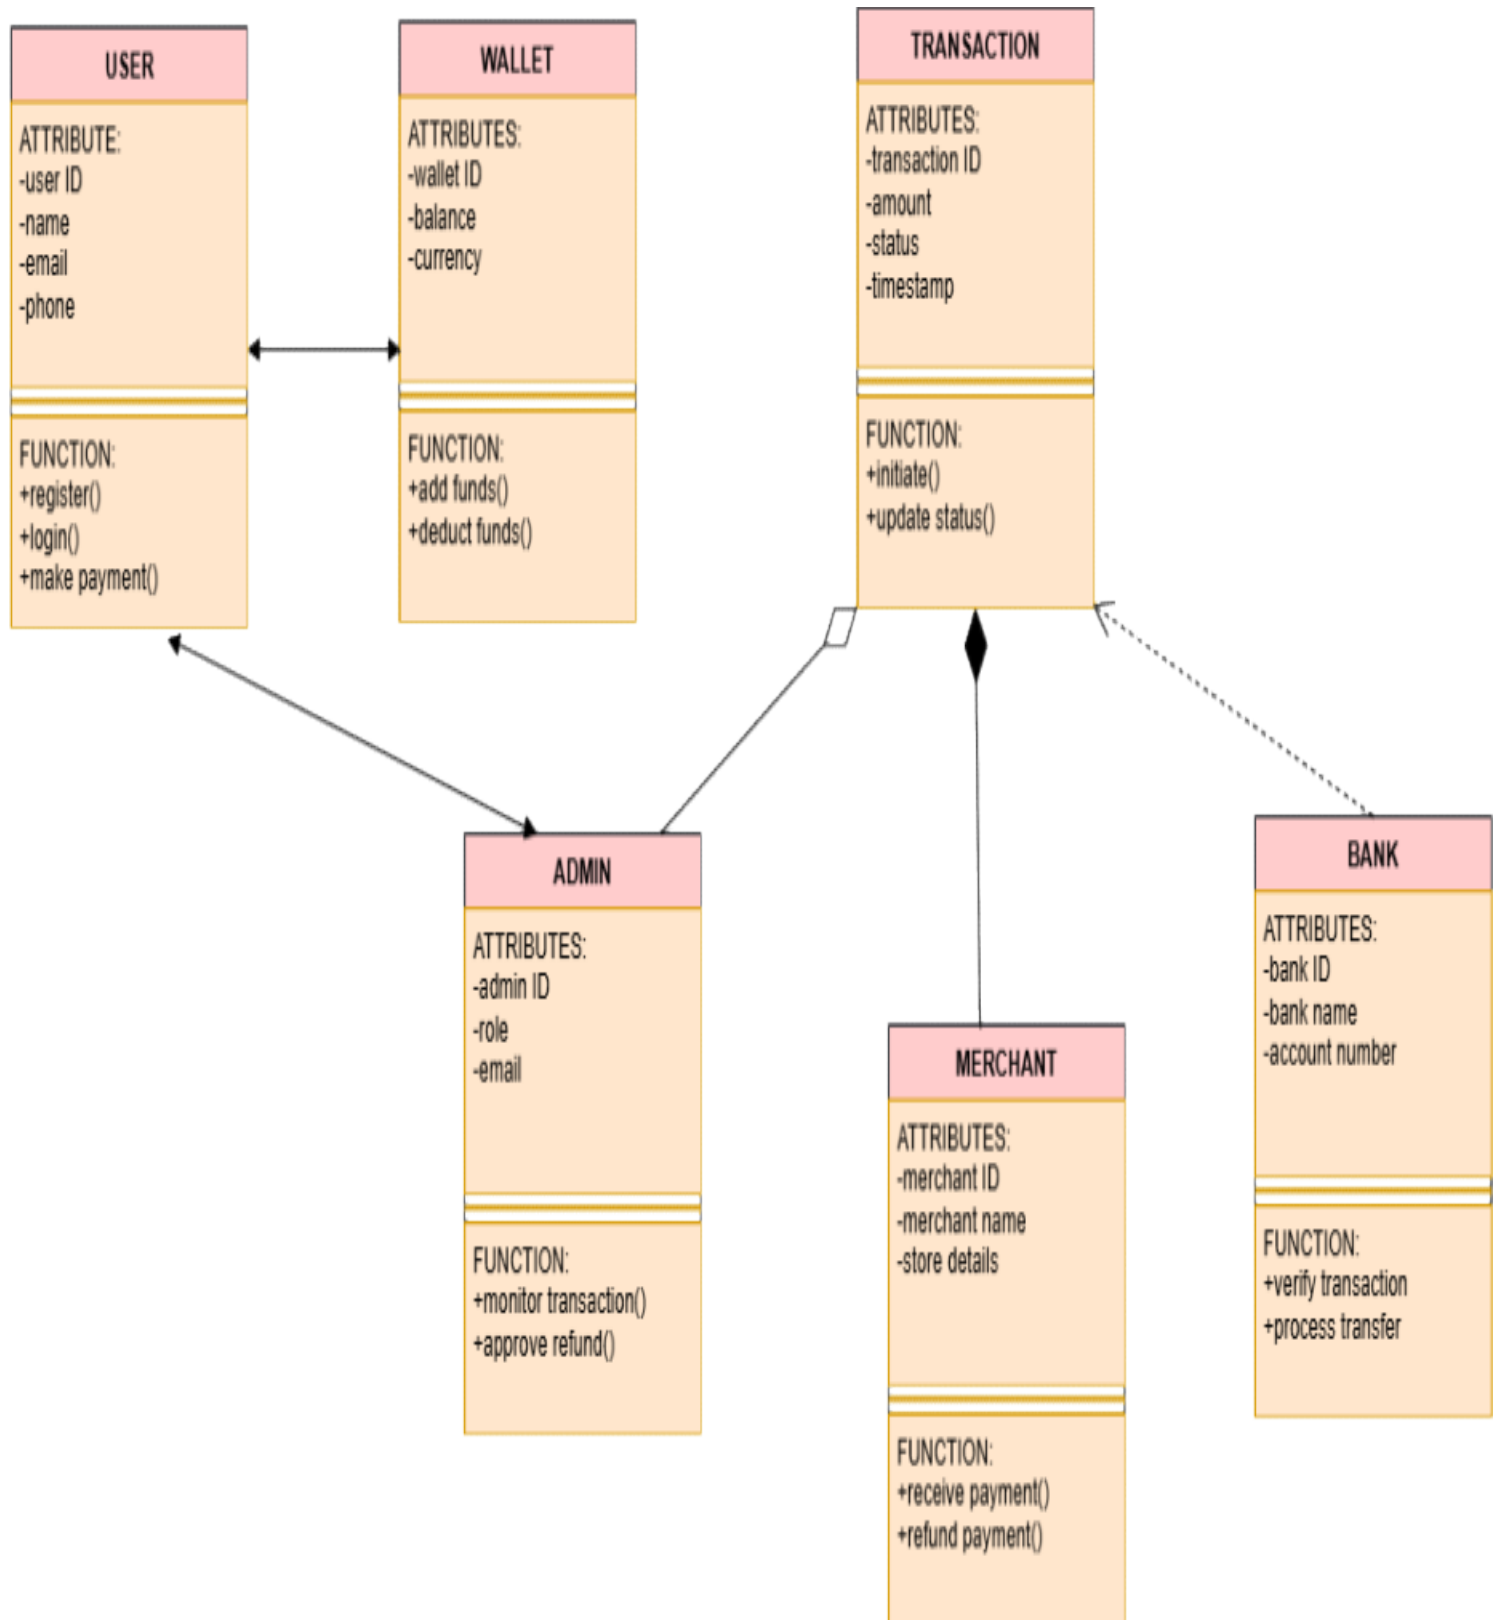 USER
ATTRIBUTE:
-user ID
-name
-email
-phone
FUNCTION:
+register()
+login()
+make payment()
WALLET
ATTRIBUTES:
-wallet ID
-balance
-currency
FUNCTION:
+add funds()
+deduct funds()
TRANSACTION
ATTRIBUTES:
-transaction ID
-amount
-status
-timestamp
FUNCTION:
+initiate()
+update status()
ADMIN
ATTRIBUTES:
-admin ID
-role
-email
FUNCTION:
+monitor transaction()
+approve refund()
MERCHANT
ATTRIBUTES:
-merchant ID
-merchant name
-store details
FUNCTION:
+receive payment()
+refund payment()
BANK
ATTRIBUTES:
-bank ID
-bank name
-account number
FUNCTION:
+verify transaction
+process transfer